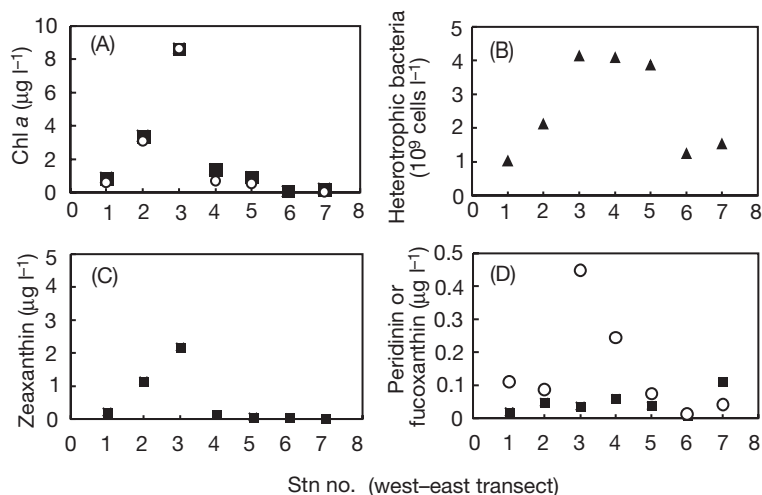 (A)
Chl a (µg l–1)
10
8
6
4
2
0
0 1 2 3 4 5 6 7 8
(B)
Heterotrophic bacteria
(10⁹ cells l–1)
5
4
3
2
1
0
0 1 2 3 4 5 6 7 8
(C)
Zeaxanthin (µg l–1)
5
4
3
2
1
0
0 1 2 3 4 5 6 7 8
(D)
Peridinin or
fucoxanthin (µg l–1)
0.5
0.4
0.3
0.2
0.1
0
0 1 2 3 4 5 6 7 8
Stn no. (west–east transect)